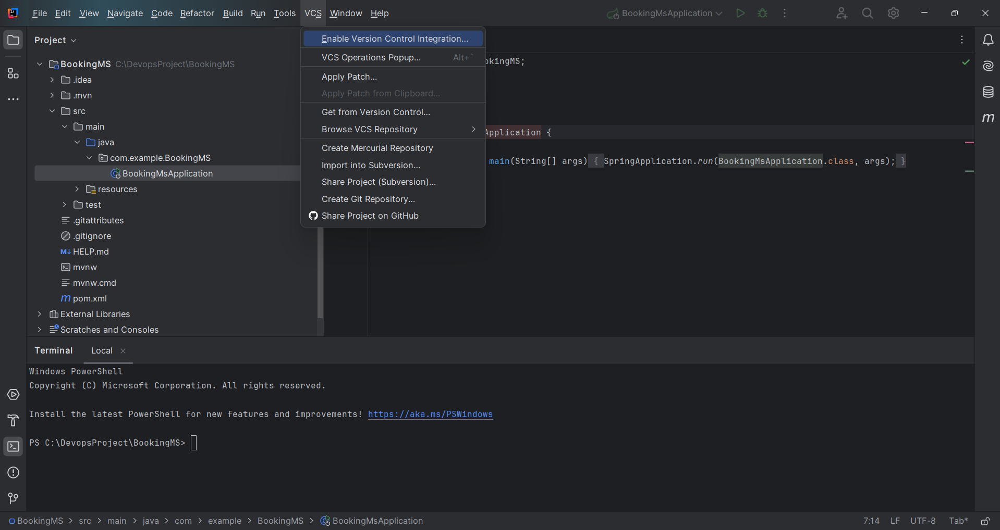 File Edit View Navigate Code Refactor Build Run Tools VCS Window Help
BookingMsApplication
Project
BookingMS C:\DevopsProject\BookingMS
.idea
.mvn
src
main
java
com.example.BookingMS
BookingMsApplication
resources
test
.gitattributes
.gitignore
M↓ HELP.md
mvnw
mvnw.cmd
m pom.xml
External Libraries
Scratches and Consoles
Enable Version Control Integration...
VCS Operations Popup... Alt+`
Apply Patch...
Apply Patch from Clipboard...
Get from Version Control...
Browse VCS Repository
Create Mercurial Repository
Import into Subversion...
Share Project (Subversion)...
Create Git Repository...
Share Project on GitHub
okingMS;
Application {
main(String[] args) { SpringApplication.run(BookingMsApplication.class, args); }
m
Terminal Local
Windows PowerShell
Copyright (C) Microsoft Corporation. All rights reserved.
Install the latest PowerShell for new features and improvements! https://aka.ms/PSWindows
PS C:\DevopsProject\BookingMS>
BookingMS > src > main > java > com > example > BookingMS > BookingMsApplication
7:14 LF UTF-8 Tab*